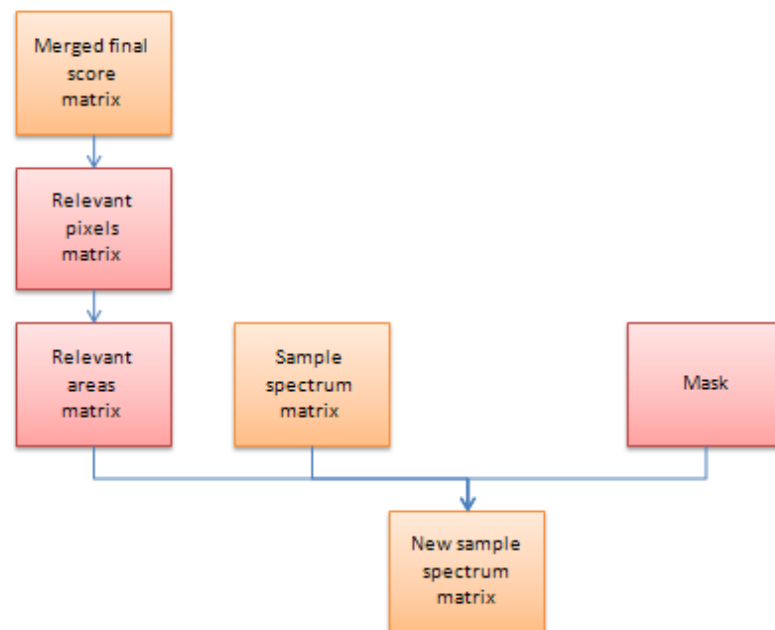 Merged final
score
matrix
Relevant
pixels
matrix
Relevant
areas
matrix
Sample
spectrum
matrix
Mask
New sample
spectrum
matrix